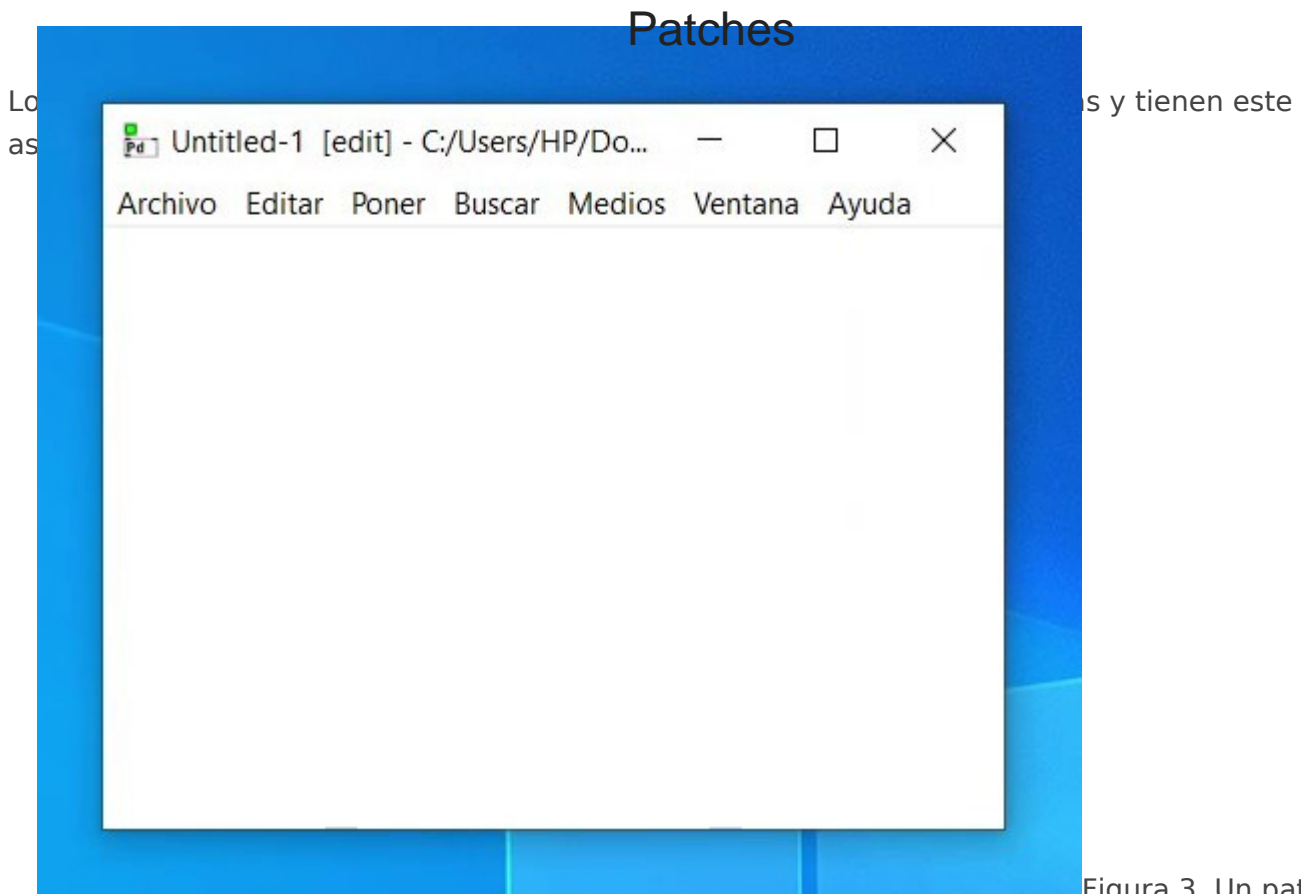 Patches
Lo s y tienen este
as
Untitled-1 [edit] - C:/Users/HP/Do...
Archivo Editar Poner Buscar Medios Ventana Ayuda
Figura 3. Un pat